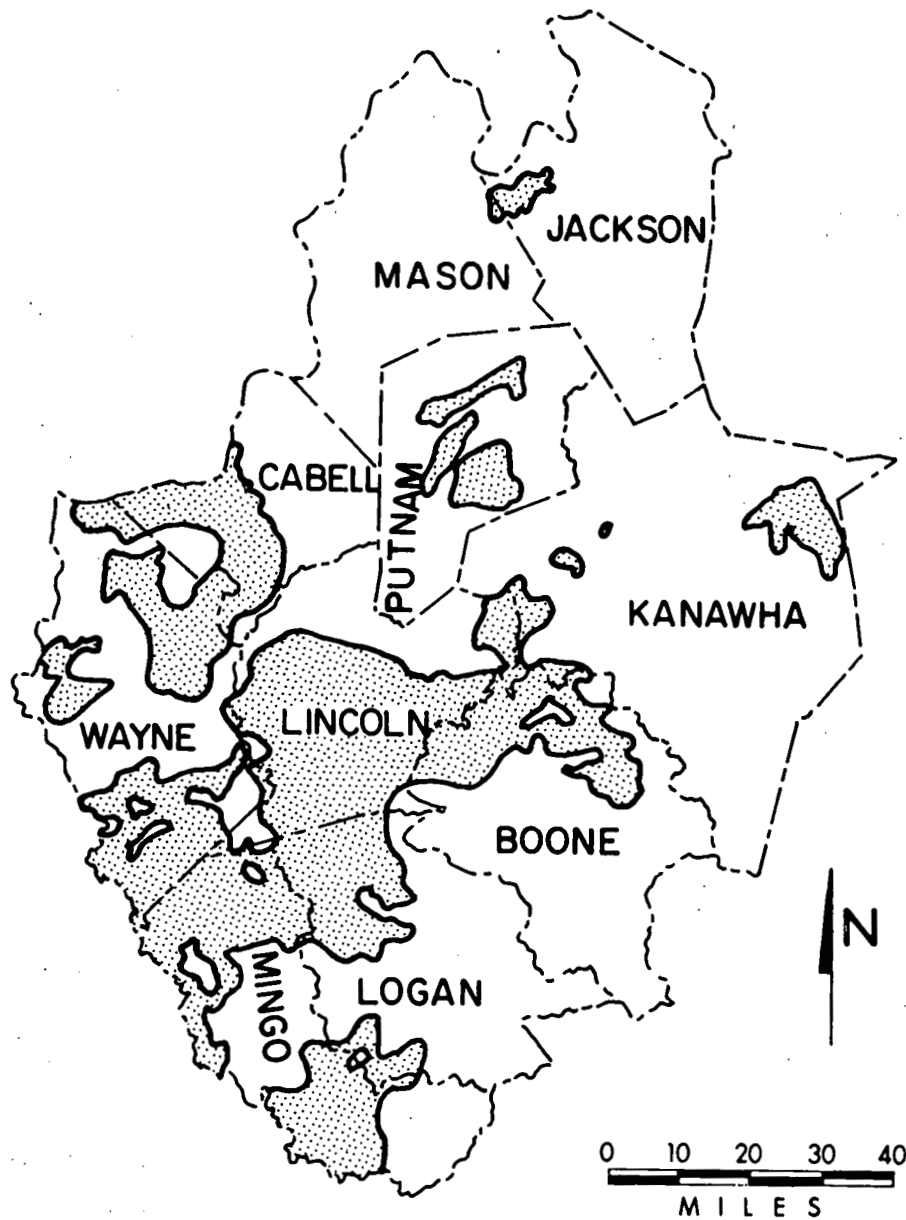 JACKSON
MASON
CABELL
PUTNAM
KANAWHA
LINCOLN
WAYNE
BOONE
N
MINGO
LOGAN
0 10 20 30 40
MILES